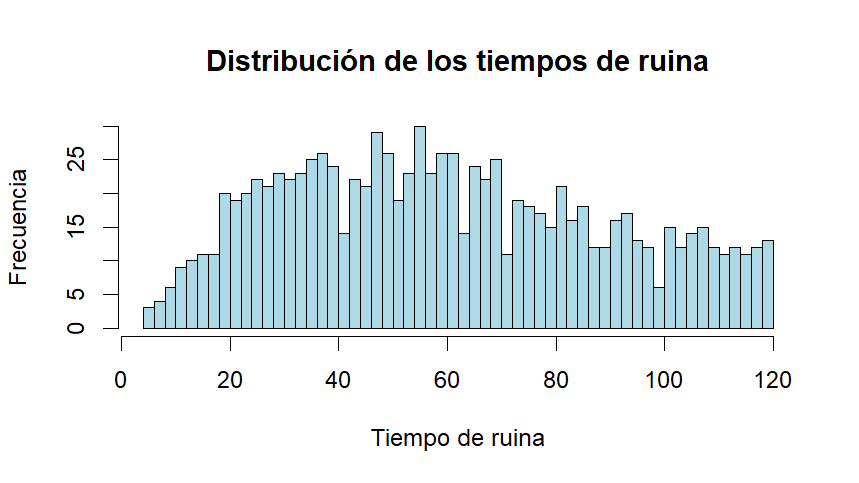 Distribución de los tiempos de ruina
Frecuencia
25
15
5
0
0 20 40 60 80 100 120
Tiempo de ruina